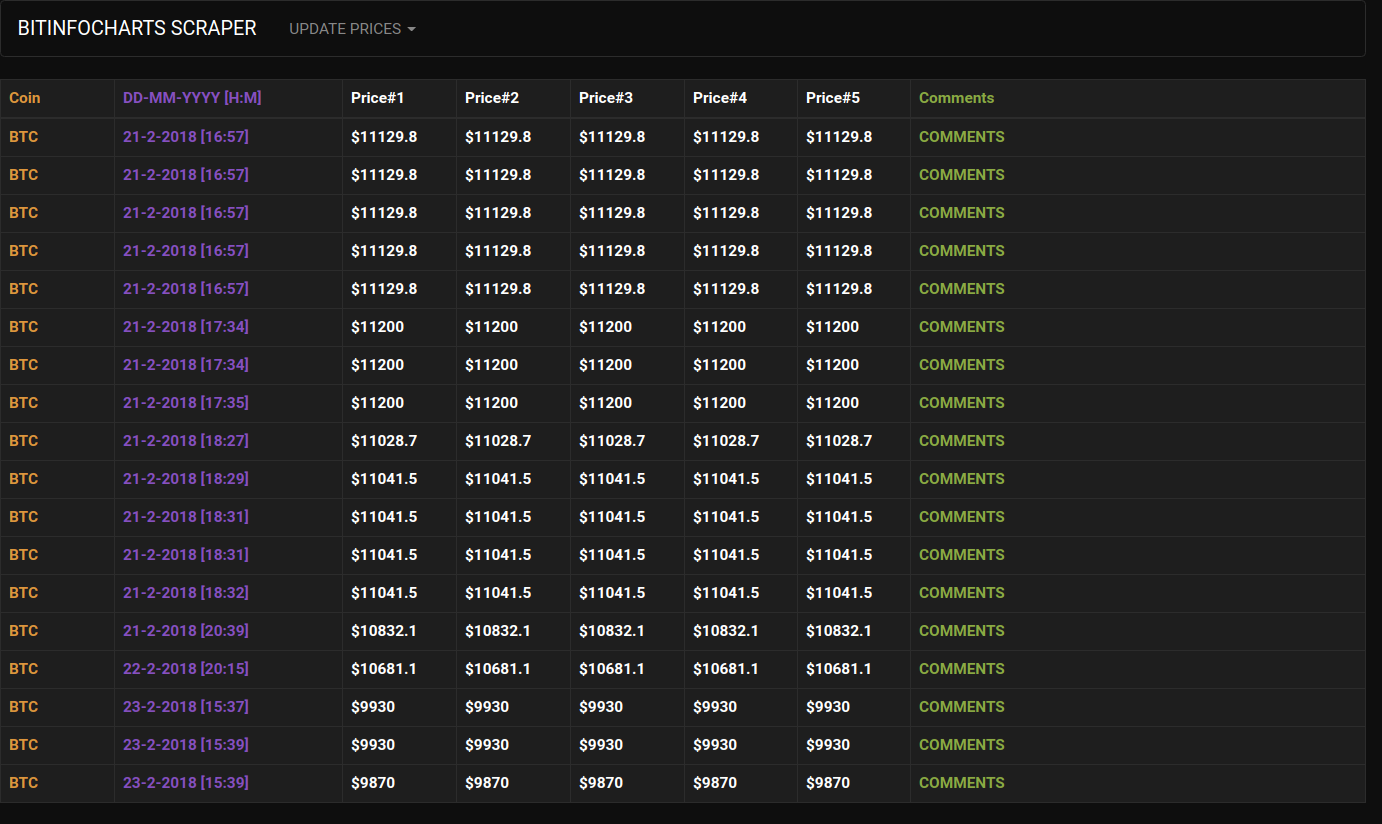 BITINFOCHARTS SCRAPER UPDATE PRICES
Coin DD-MM-YYYY [H:M] Price#1 Price#2 Price#3 Price#4 Price#5 Comments
BTC 21-2-2018 [16:57] $11129.8 $11129.8 $11129.8 $11129.8 $11129.8 COMMENTS
BTC 21-2-2018 [16:57] $11129.8 $11129.8 $11129.8 $11129.8 $11129.8 COMMENTS
BTC 21-2-2018 [16:57] $11129.8 $11129.8 $11129.8 $11129.8 $11129.8 COMMENTS
BTC 21-2-2018 [16:57] $11129.8 $11129.8 $11129.8 $11129.8 $11129.8 COMMENTS
BTC 21-2-2018 [16:57] $11129.8 $11129.8 $11129.8 $11129.8 $11129.8 COMMENTS
BTC 21-2-2018 [17:34] $11200 $11200 $11200 $11200 $11200 COMMENTS
BTC 21-2-2018 [17:34] $11200 $11200 $11200 $11200 $11200 COMMENTS
BTC 21-2-2018 [17:35] $11200 $11200 $11200 $11200 $11200 COMMENTS
BTC 21-2-2018 [18:27] $11028.7 $11028.7 $11028.7 $11028.7 $11028.7 COMMENTS
BTC 21-2-2018 [18:29] $11041.5 $11041.5 $11041.5 $11041.5 $11041.5 COMMENTS
BTC 21-2-2018 [18:31] $11041.5 $11041.5 $11041.5 $11041.5 $11041.5 COMMENTS
BTC 21-2-2018 [18:31] $11041.5 $11041.5 $11041.5 $11041.5 $11041.5 COMMENTS
BTC 21-2-2018 [18:32] $11041.5 $11041.5 $11041.5 $11041.5 $11041.5 COMMENTS
BTC 21-2-2018 [20:39] $10832.1 $10832.1 $10832.1 $10832.1 $10832.1 COMMENTS
BTC 22-2-2018 [20:15] $10681.1 $10681.1 $10681.1 $10681.1 $10681.1 COMMENTS
BTC 23-2-2018 [15:37] $9930 $9930 $9930 $9930 $9930 COMMENTS
BTC 23-2-2018 [15:39] $9930 $9930 $9930 $9930 $9930 COMMENTS
BTC 23-2-2018 [15:39] $9870 $9870 $9870 $9870 $9870 COMMENTS